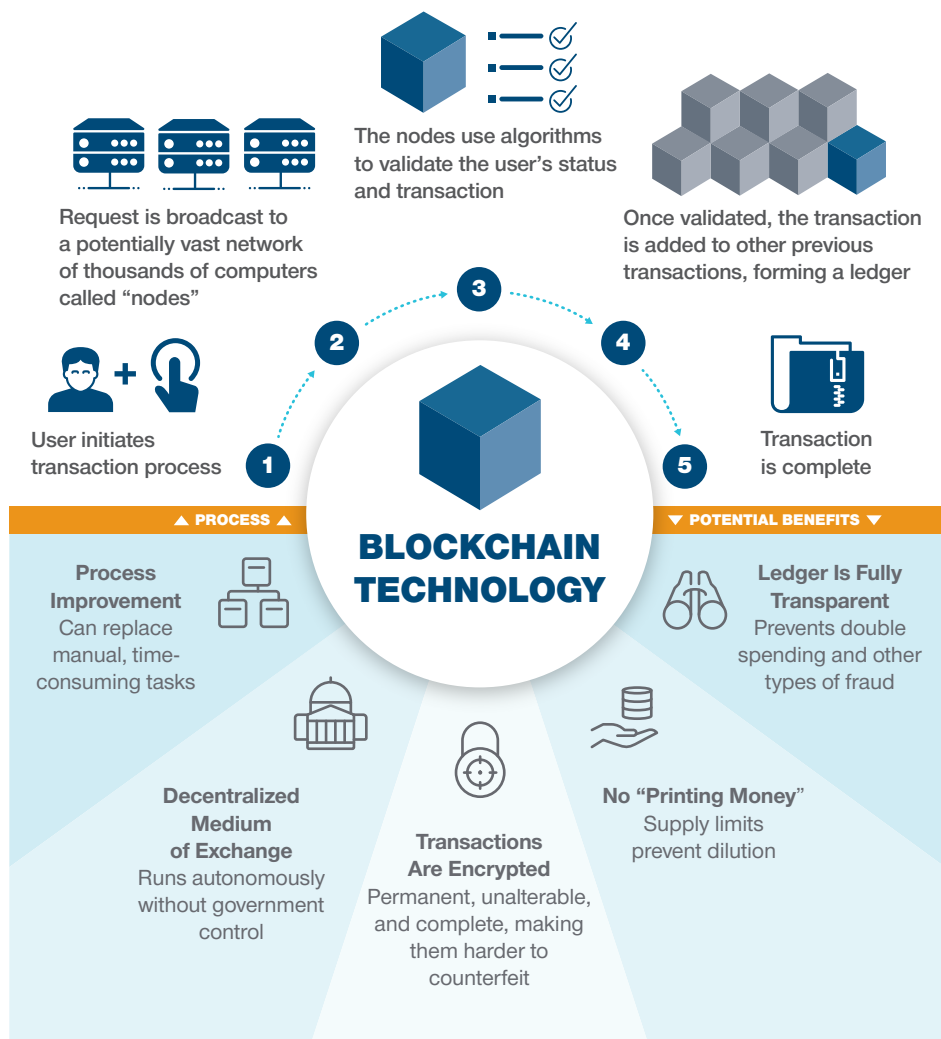 User initiates
transaction process
1
Request is broadcast to
a potentially vast network
of thousands of computers
called “nodes”
2
The nodes use algorithms
to validate the user’s status
and transaction
3
Once validated, the transaction
is added to other previous
transactions, forming a ledger
4
Transaction
is complete
5
▲ PROCESS ▲
▼ POTENTIAL BENEFITS ▼
BLOCKCHAIN
TECHNOLOGY
Process
Improvement
Can replace
manual, time-
consuming tasks
Decentralized
Medium
of Exchange
Runs autonomously
without government
control
Transactions
Are Encrypted
Permanent, unalterable,
and complete, making
them harder to
counterfeit
No “Printing Money”
Supply limits
prevent dilution
Ledger Is Fully
Transparent
Prevents double
spending and other
types of fraud